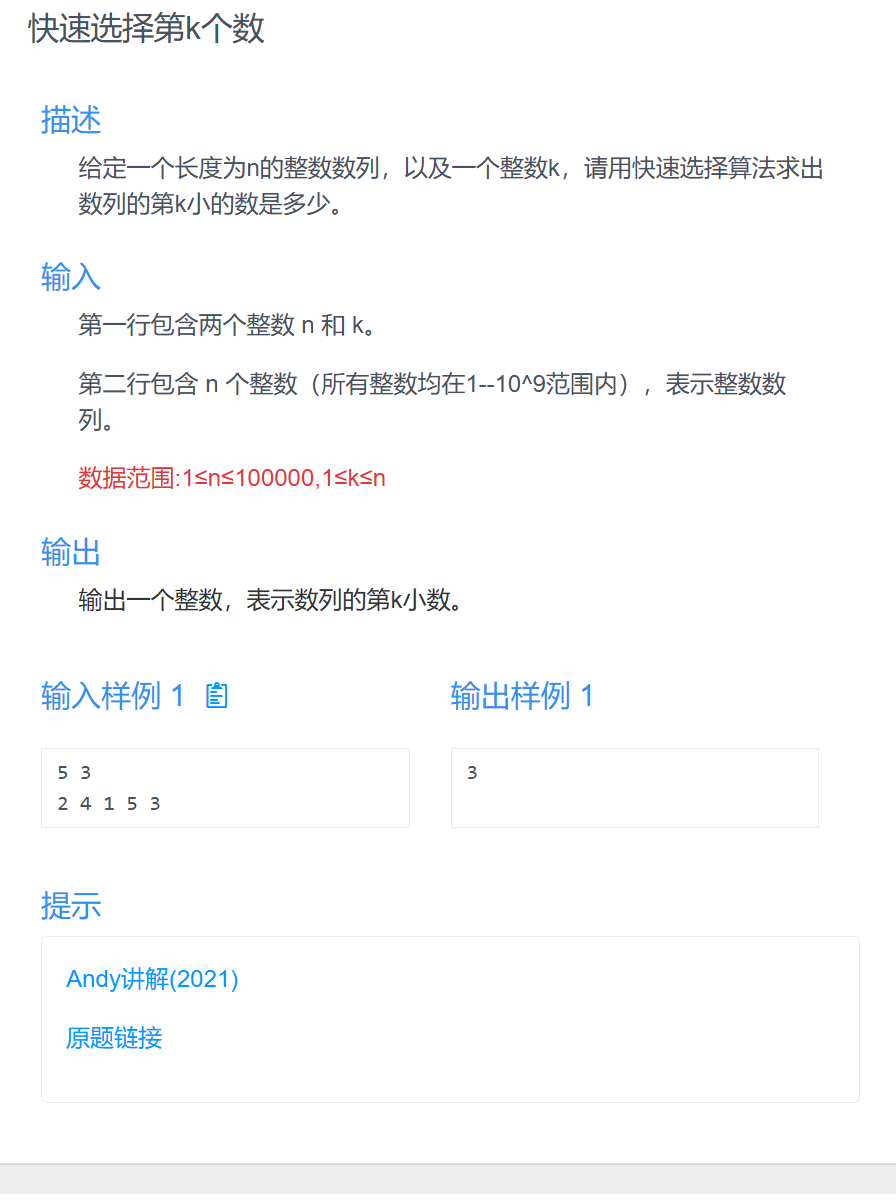 快速选择第k个数
描述
给定一个长度为n的整数数列，以及一个整数k，请用快速选择算法求出
数列的第k小的数是多少。
输入
第一行包含两个整数 n 和 k。
第二行包含 n 个整数（所有整数均在1--10^9范围内），表示整数数
列。
数据范围:1≤n≤100000,1≤k≤n
输出
输出一个整数，表示数列的第k小数。
输入样例 1
5 3
2 4 1 5 3
输出样例 1
3
提示
Andy讲解(2021)
原题链接